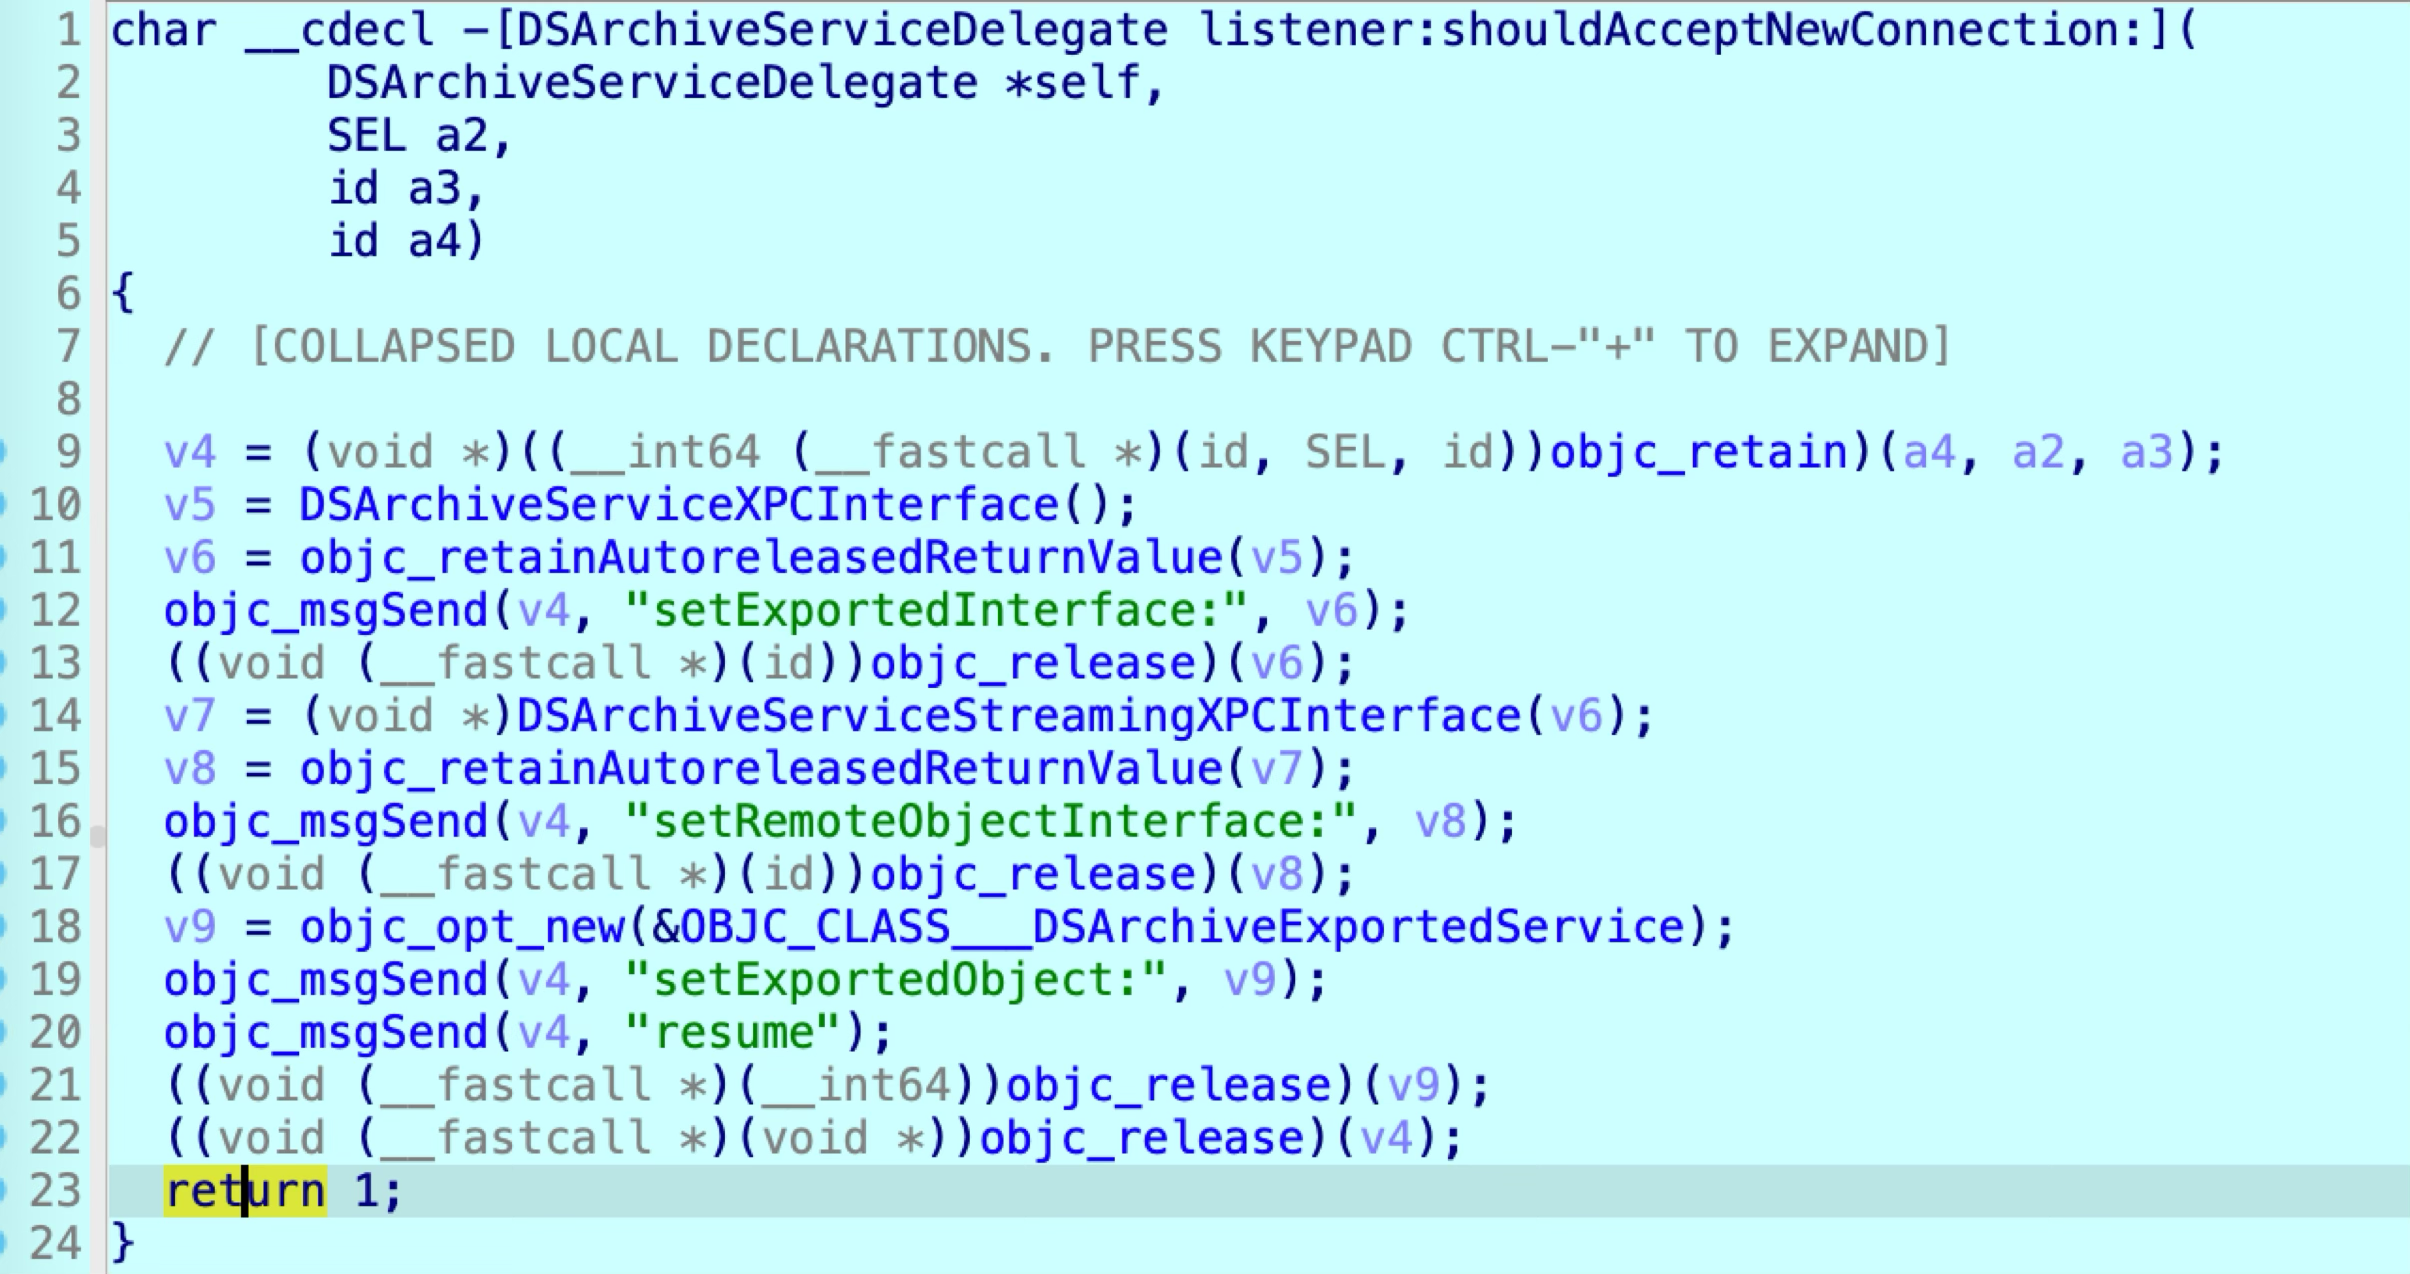 1 char __cdecl -[DSArchiveServiceDelegate listener:shouldAcceptNewConnection:](
2         DSArchiveServiceDelegate *self,
3         SEL a2,
4         id a3,
5         id a4)
6 {
7   // [COLLAPSED LOCAL DECLARATIONS. PRESS KEYPAD CTRL-"+" TO EXPAND]
8
9   v4 = (void *)((__int64 (__fastcall *)(id, SEL, id))objc_retain)(a4, a2, a3);
10   v5 = DSArchiveServiceXPCInterface();
11   v6 = objc_retainAutoreleasedReturnValue(v5);
12   objc_msgSend(v4, "setExportedInterface:", v6);
13   ((void (__fastcall *)(id))objc_release)(v6);
14   v7 = (void *)DSArchiveServiceStreamingXPCInterface(v6);
15   v8 = objc_retainAutoreleasedReturnValue(v7);
16   objc_msgSend(v4, "setRemoteObjectInterface:", v8);
17   ((void (__fastcall *)(id))objc_release)(v8);
18   v9 = objc_opt_new(&OBJC_CLASS___DSArchiveExportedService);
19   objc_msgSend(v4, "setExportedObject:", v9);
20   objc_msgSend(v4, "resume");
21   ((void (__fastcall *)(__int64))objc_release)(v9);
22   ((void (__fastcall *)(void *))objc_release)(v4);
23   return 1;
24 }